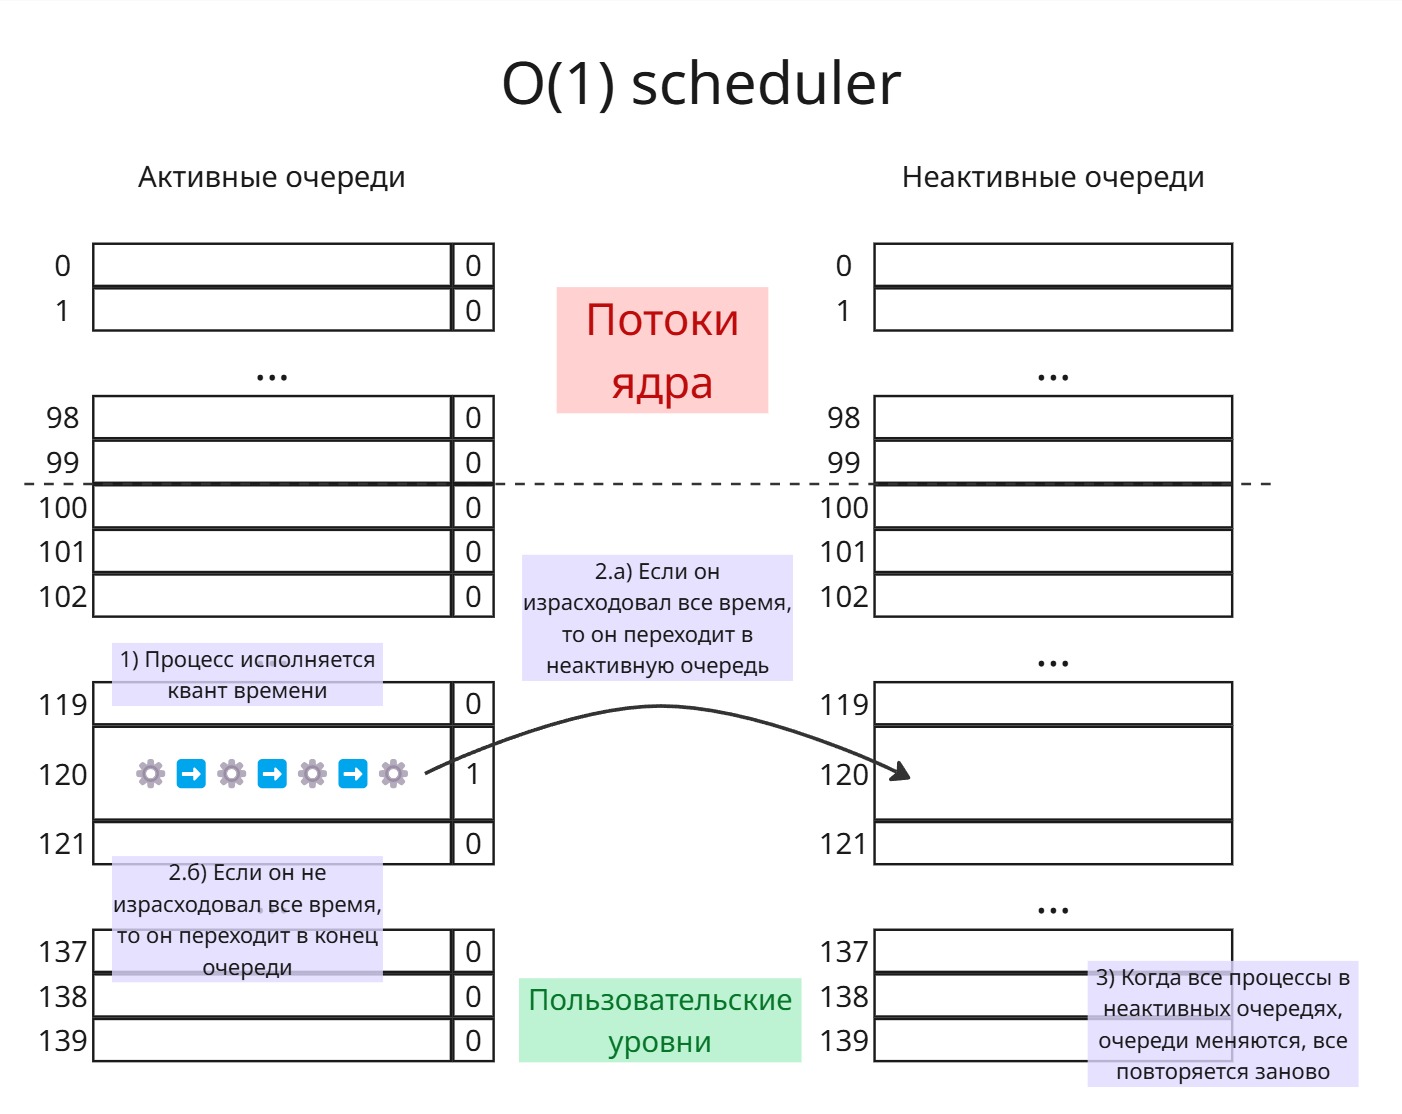 O(1) scheduler
Активные очереди
Неактивные очереди
0
0
1
0
...
98
0
99
0
100
0
101
0
102
0
1) Процесс исполняется
квант времени
119
0
120
1
121
0
2.б) Если он не
израсходовал все время,
то он переходит в конец
очереди
137
0
138
0
139
0
Потоки
ядра
2.а) Если он
израсходовал все время,
то он переходит в
неактивную очередь
Пользовательские
уровни
0
1
...
98
99
100
101
102
...
119
120
121
...
137
138
139
3) Когда все процессы в
неактивных очередях,
очереди меняются, все
повторяется заново